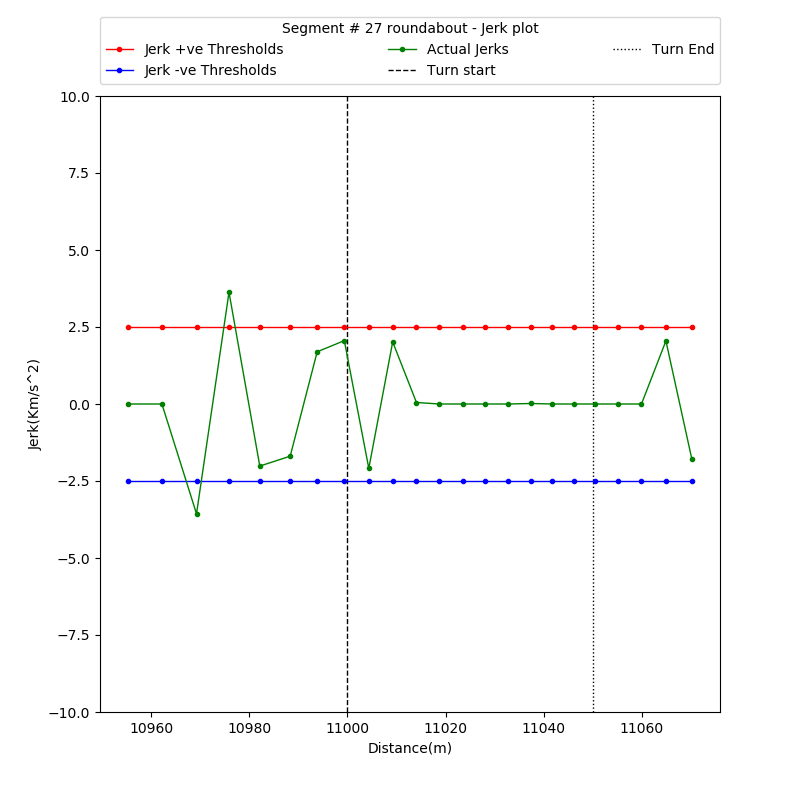 Segment # 27 roundabout - Jerk plot
Jerk +ve Thresholds Actual Jerks Turn End
Jerk -ve Thresholds Turn start
10.0
7.5
5.0
2.5
0.0
−2.5
−5.0
−7.5
−10.0
Jerk(Km/s^2)
10960 10980 11000 11020 11040 11060
Distance(m)